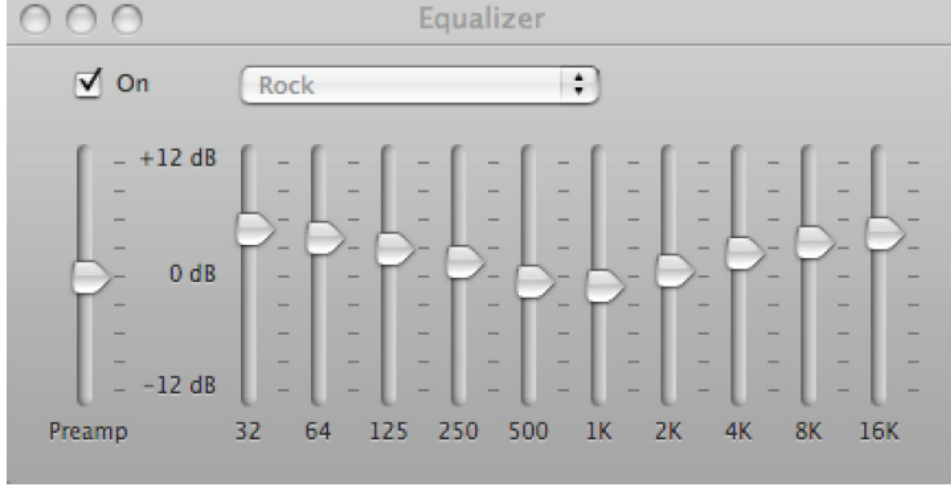 Equalizer
On
Rock
+12 dB
0 dB
-12 dB
Preamp 32 64 125 250 500 1K 2K 4K 8K 16K